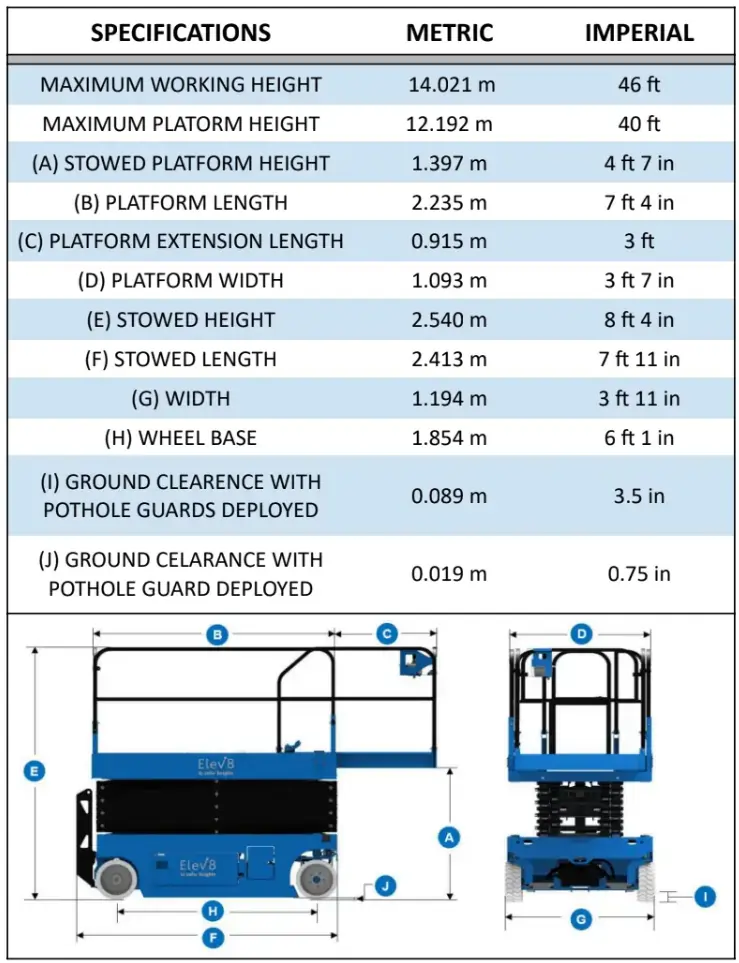 SPECIFICATIONS METRIC IMPERIAL
MAXIMUM WORKING HEIGHT 14.021 m 46 ft
MAXIMUM PLATORM HEIGHT 12.192 m 40 ft
(A) STOWED PLATFORM HEIGHT 1.397 m 4 ft 7 in
(B) PLATFORM LENGTH 2.235 m 7 ft 4 in
(C) PLATFORM EXTENSION LENGTH 0.915 m 3 ft
(D) PLATFORM WIDTH 1.093 m 3 ft 7 in
(E) STOWED HEIGHT 2.540 m 8 ft 4 in
(F) STOWED LENGTH 2.413 m 7 ft 11 in
(G) WIDTH 1.194 m 3 ft 11 in
(H) WHEEL BASE 1.854 m 6 ft 1 in
(I) GROUND CLEARENCE WITH
POTHOLE GUARDS DEPLOYED 0.089 m 3.5 in
(J) GROUND CELARANCE WITH
POTHOLE GUARD DEPLOYED 0.019 m 0.75 in
B C D
E
Elev8
A
Elev8
J
I
H
G
F